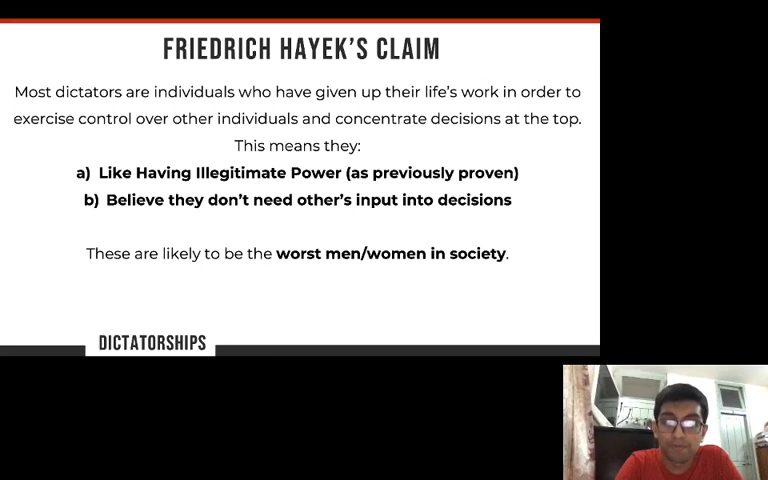 FRIEDRICH HAYEK'S CLAIM
Most dictators are individuals who have given up their life's work in order to
exercise control over other individuals and concentrate decisions at the top.
This means they:
a) Like Having Illegitimate Power (as previously proven)
b) Believe they don't need other's input into decisions
These are likely to be the worst men/women in society.
DICTATORSHIPS